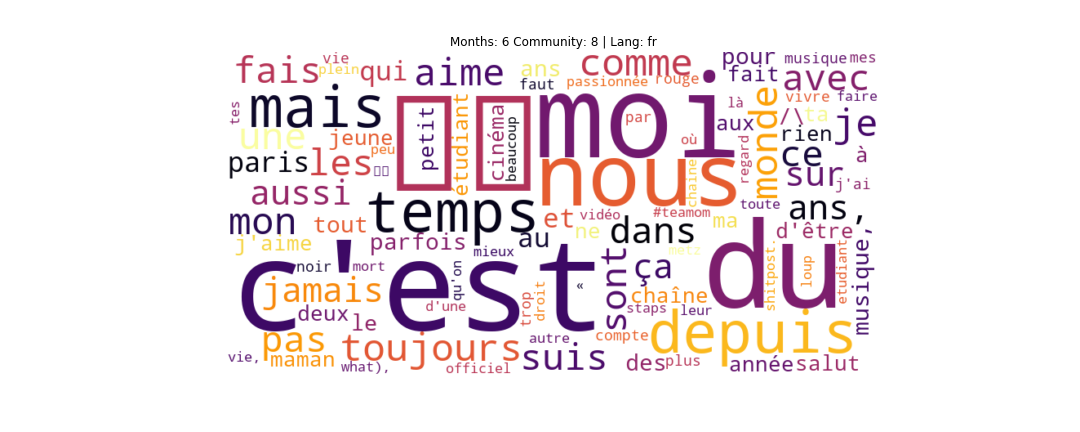 Months: 6 Community: 8 | Lang: fr
fais vie plein qui aime ans faut comme passionnée rouge pour fait musique mes avec
tes mais étudiant petit cinéma beaucoup moi par là vivre faire
une jeune peu où aux monde /\ ta rien je
paris les nous chaine regard ce à
aussi sur j'ai
mon tout temps et vidéo #teamom ma toute ans,
j'aime parfois au ne dans d'être
c'est noir mort mieux qu'on « sont ça metz du shitpost. loup etudiant musique,
jamais d'une trop droit chaîne
deux le staps leur
pas toujours autre compte depuis
vie, maman what), officiel suis des plus année salut